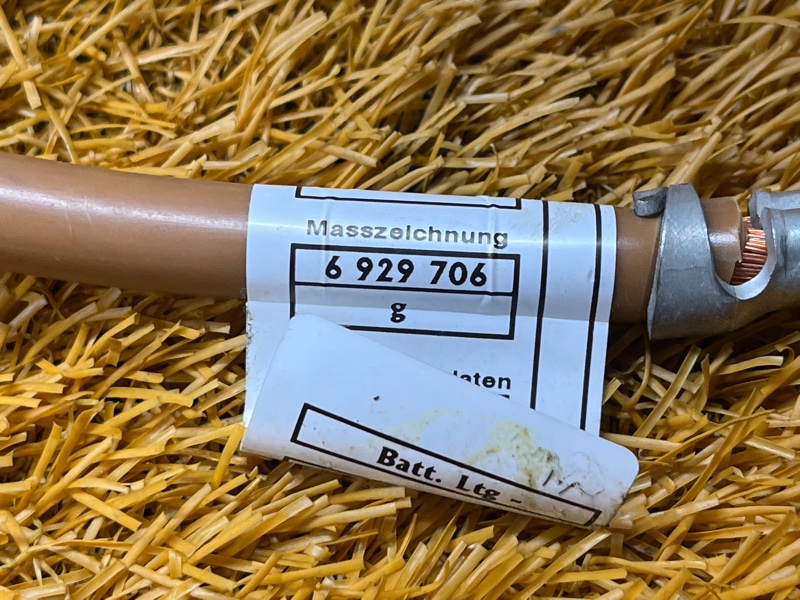 Masszeichnung
6 929 706
g
Batt. Ltg -